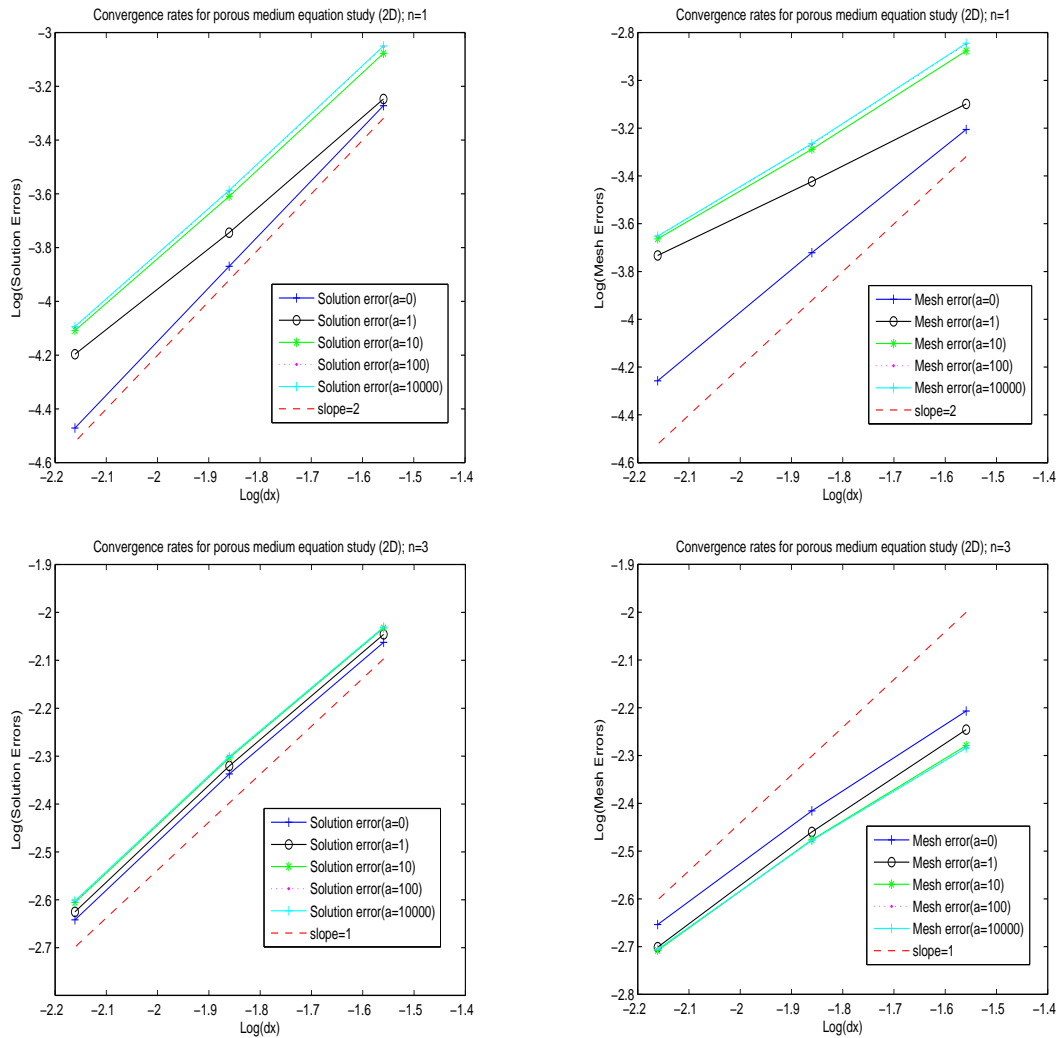 Convergence rates for porous medium equation study (2D); n=1
−3
−3.2
−3.4
−3.6
−3.8
−4
−4.2
−4.4
−4.6
Log(Solution Errors)
Solution error(a=0)
Solution error(a=1)
Solution error(a=10)
Solution error(a=100)
Solution error(a=10000)
slope=2
−2.2 −2.1 −2 −1.9 −1.8 −1.7 −1.6 −1.5 −1.4
Log(dx)
Convergence rates for porous medium equation study (2D); n=1
−2.8
−3
−3.2
−3.4
−3.6
−3.8
−4
−4.2
−4.4
−4.6
Log(Mesh Errors)
Mesh error(a=0)
Mesh error(a=1)
Mesh error(a=10)
Mesh error(a=100)
Mesh error(a=10000)
slope=2
−2.2 −2.1 −2 −1.9 −1.8 −1.7 −1.6 −1.5 −1.4
Log(dx)
Convergence rates for porous medium equation study (2D); n=3
−1.9
−2
−2.1
−2.2
−2.3
−2.4
−2.5
−2.6
−2.7
Log(Solution Errors)
Solution error(a=0)
Solution error(a=1)
Solution error(a=10)
Solution error(a=100)
Solution error(a=10000)
slope=1
−2.2 −2.1 −2 −1.9 −1.8 −1.7 −1.6 −1.5 −1.4
Log(dx)
Convergence rates for porous medium equation study (2D); n=3
−1.9
−2
−2.1
−2.2
−2.3
−2.4
−2.5
−2.6
−2.7
−2.8
Log(Mesh Errors)
Mesh error(a=0)
Mesh error(a=1)
Mesh error(a=10)
Mesh error(a=100)
Mesh error(a=10000)
slope=1
−2.2 −2.1 −2 −1.9 −1.8 −1.7 −1.6 −1.5 −1.4
Log(dx)